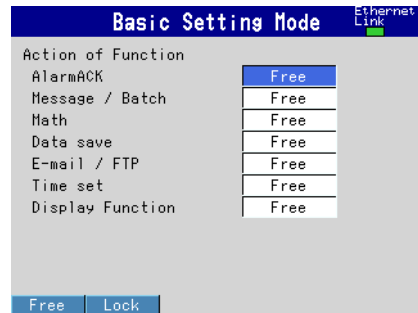 Basic Setting Mode
Ethernet
Link
Action of Function
AlarmACK Free
Message / Batch Free
Math Free
Data save Free
E-mail / FTP Free
Time set Free
Display Function Free
Free Lock